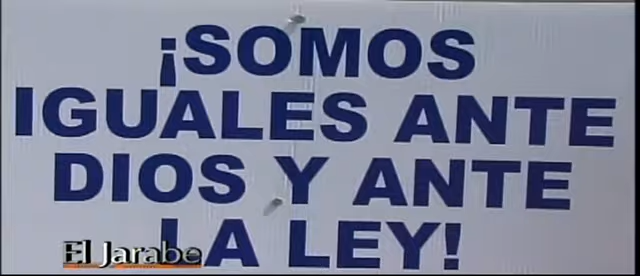 ¡SOMOS
IGUALES ANTE
DIOS Y ANTE
LA LEY!
El Jarabe